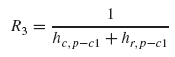 R_3 = \frac{1}{h_{c,p-c1} + h_{r,p-c1}}